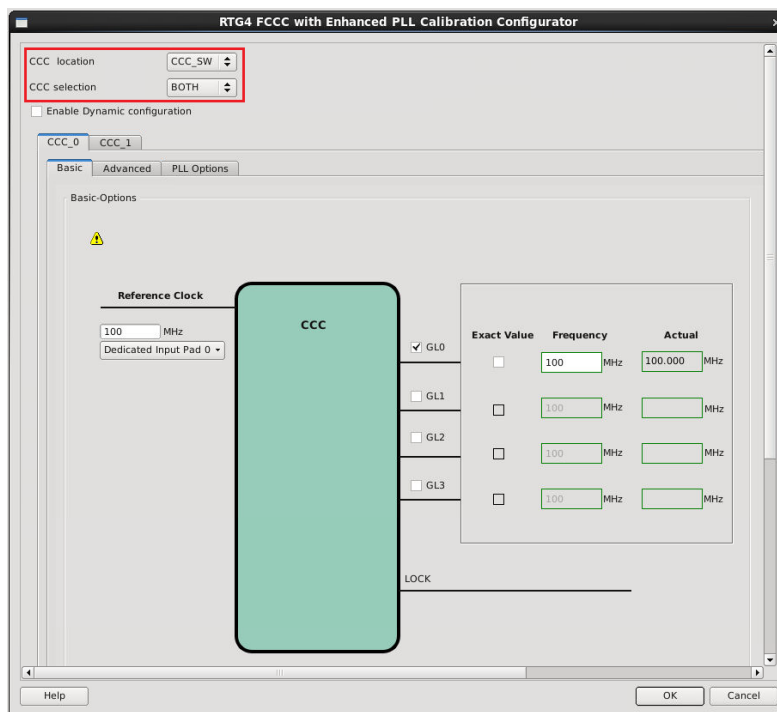 RTG4 FCCC with Enhanced PLL Calibration Configurator
CCC location CCC_SW
CCC selection BOTH
Enable Dynamic configuration
CCC_0 CCC_1
Basic Advanced PLL Options
Basic-Options
Reference Clock
100 MHz
Dedicated Input Pad 0
CCC
Exact Value Frequency Actual
GL0 100 MHz 100.000 MHz
GL1 100 MHz MHz
GL2 100 MHz MHz
GL3 100 MHz MHz
LOCK
Help OK Cancel